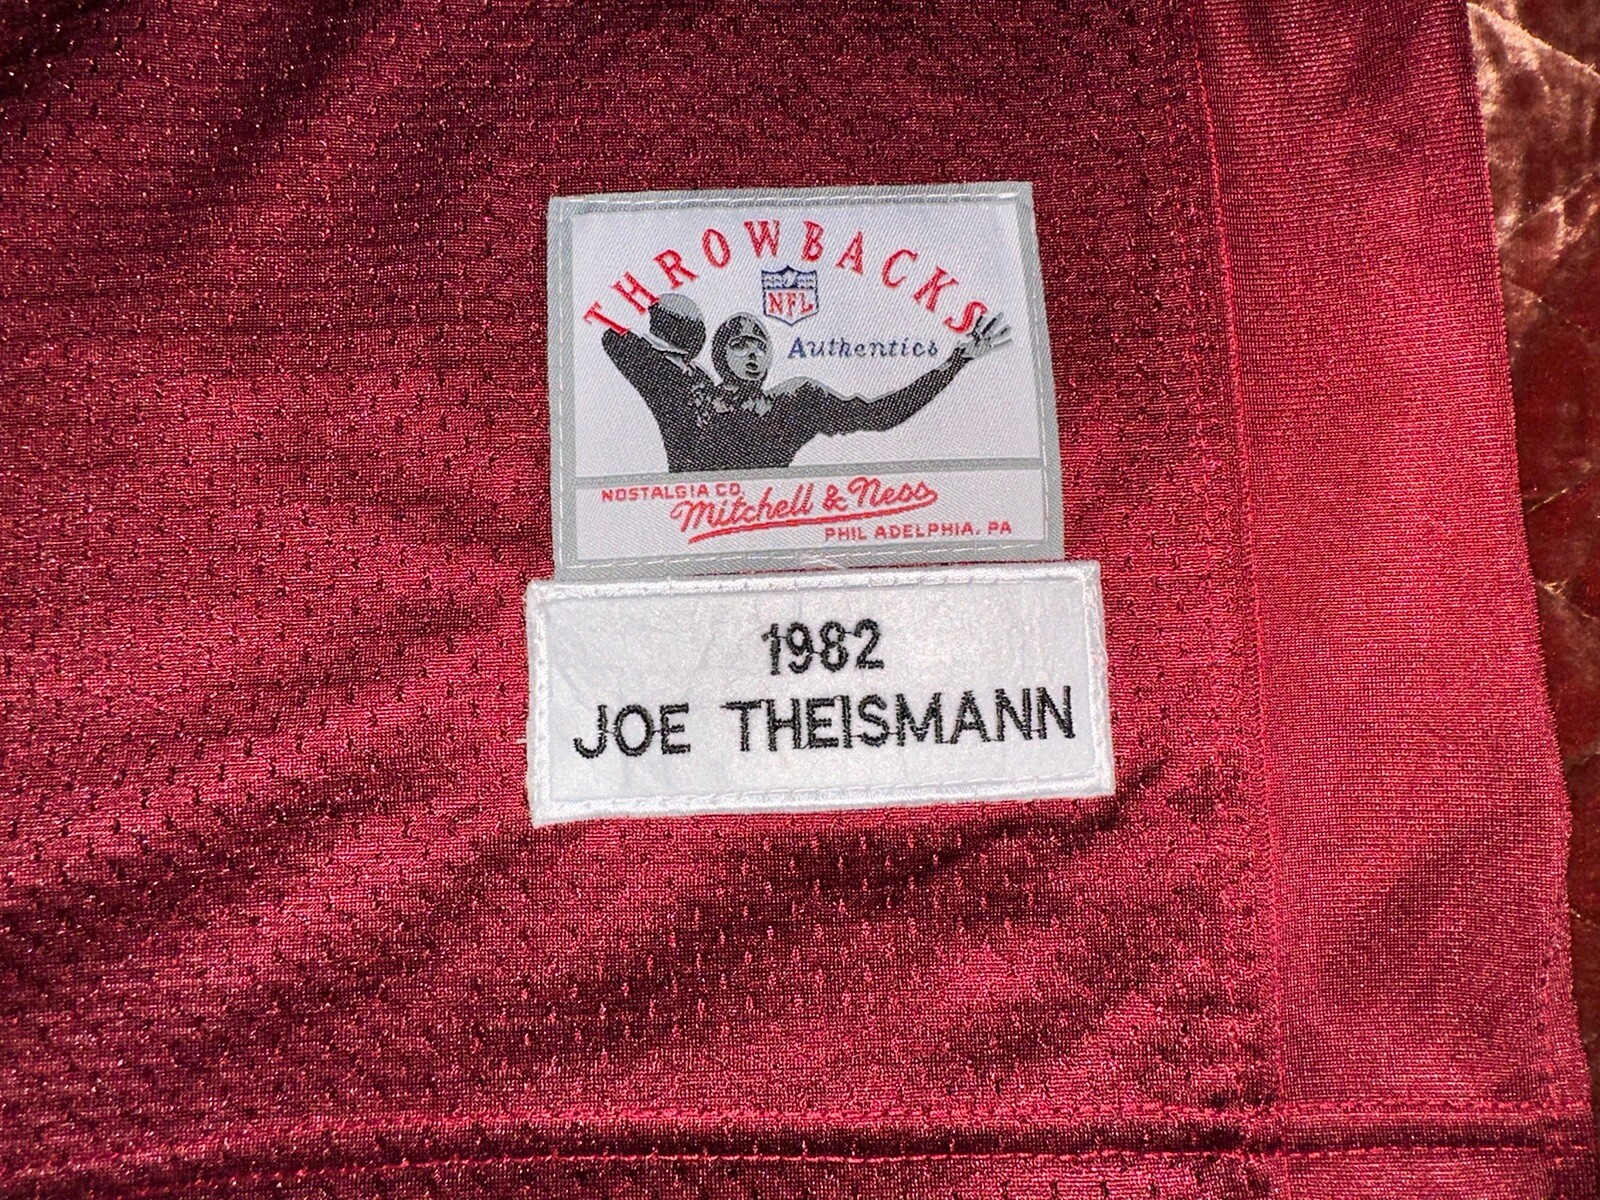 THROWBACKS
NFL
Authentics
NOSTALGIA CO.
Mitchell & Ness
PHILADELPHIA, PA
1982
JOE THEISMANN